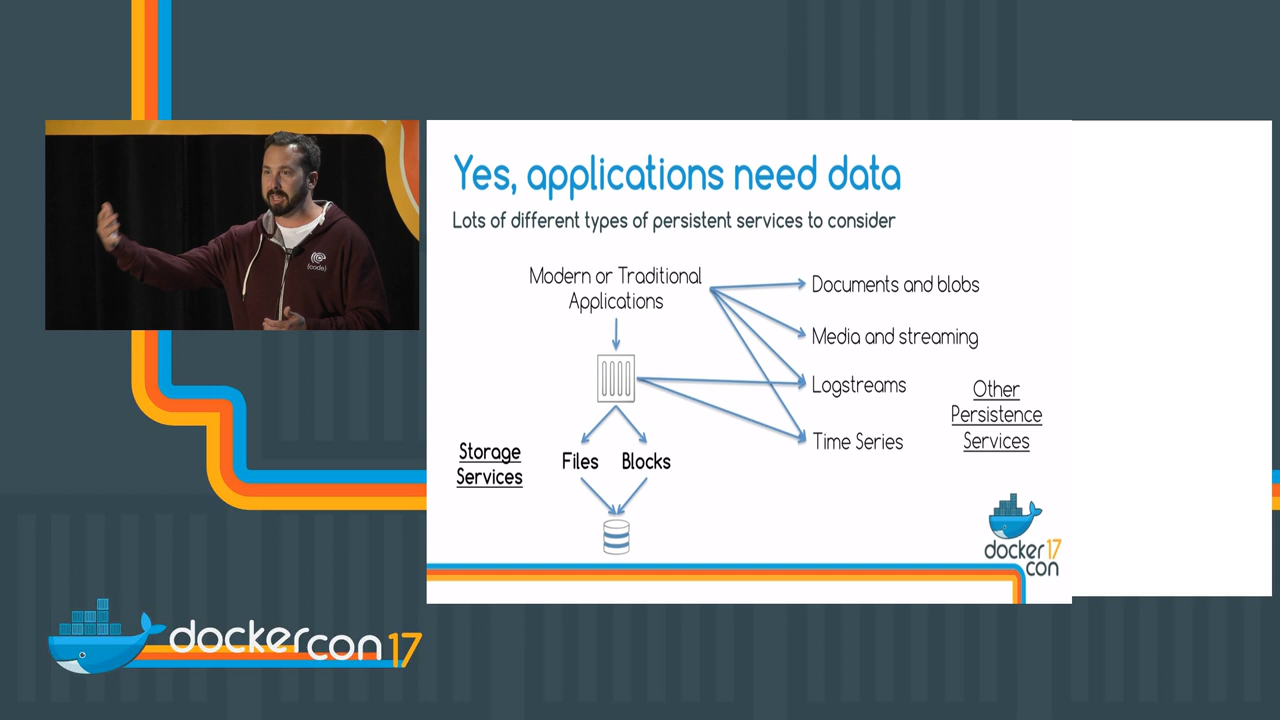 {code}
Yes, applications need data
Lots of different types of persistent services to consider
Modern or Traditional
Applications
Documents and blobs
Media and streaming
Logstreams
Time Series
Other
Persistence
Services
Storage
Services
Files
Blocks
docker 17
con
dockercon 17